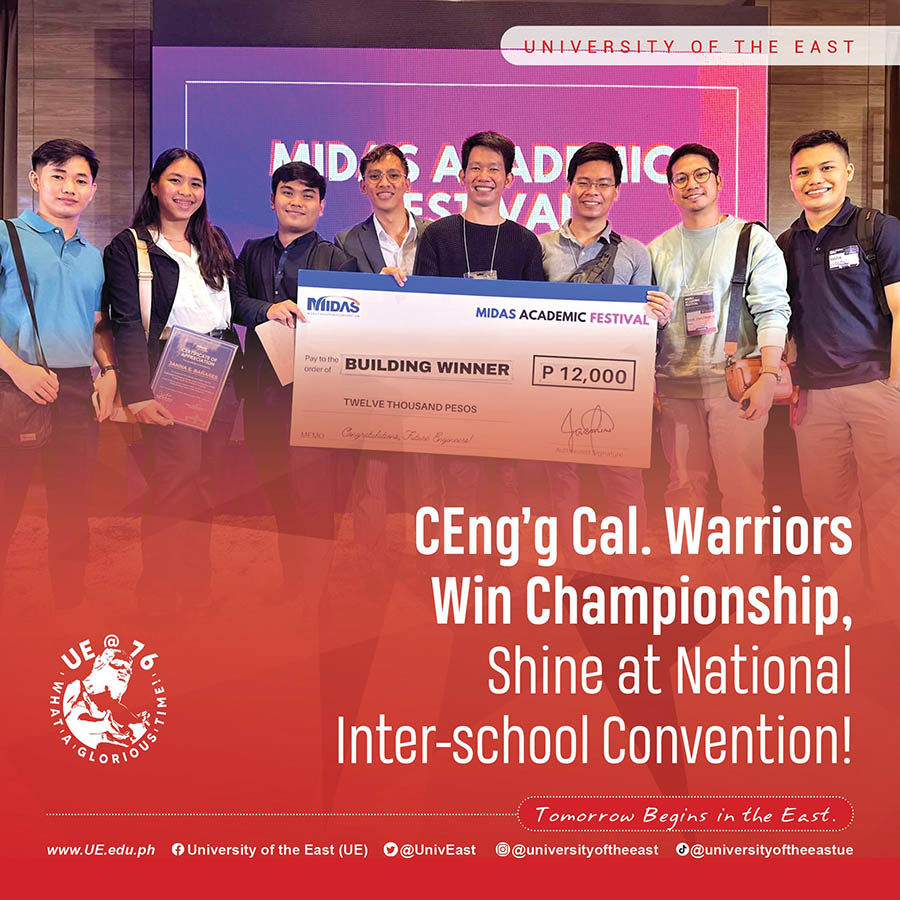 UNIVERSITY OF THE EAST
MIDAS ACADEMIC
FESTIVAL
MIDAS
MIDAS ACADEMIC FESTIVAL
Pay to the
order of
BUILDING WINNER
P 12,000
TWELVE THOUSAND PESOS
MEMO
Congratulations, Future Engineers!
Authorized Signature
CERTIFICATE OF
APPRECIATION
CEng’g Cal. Warriors
Win Championship,
Shine at National
Inter-school Convention!
UE @ 76
WHAT A GLORIOUS TIME!
Tomorrow Begins in the East.
www.UE.edu.ph University of the East (UE) @UnivEast @universityoftheeast @universityoftheeastue